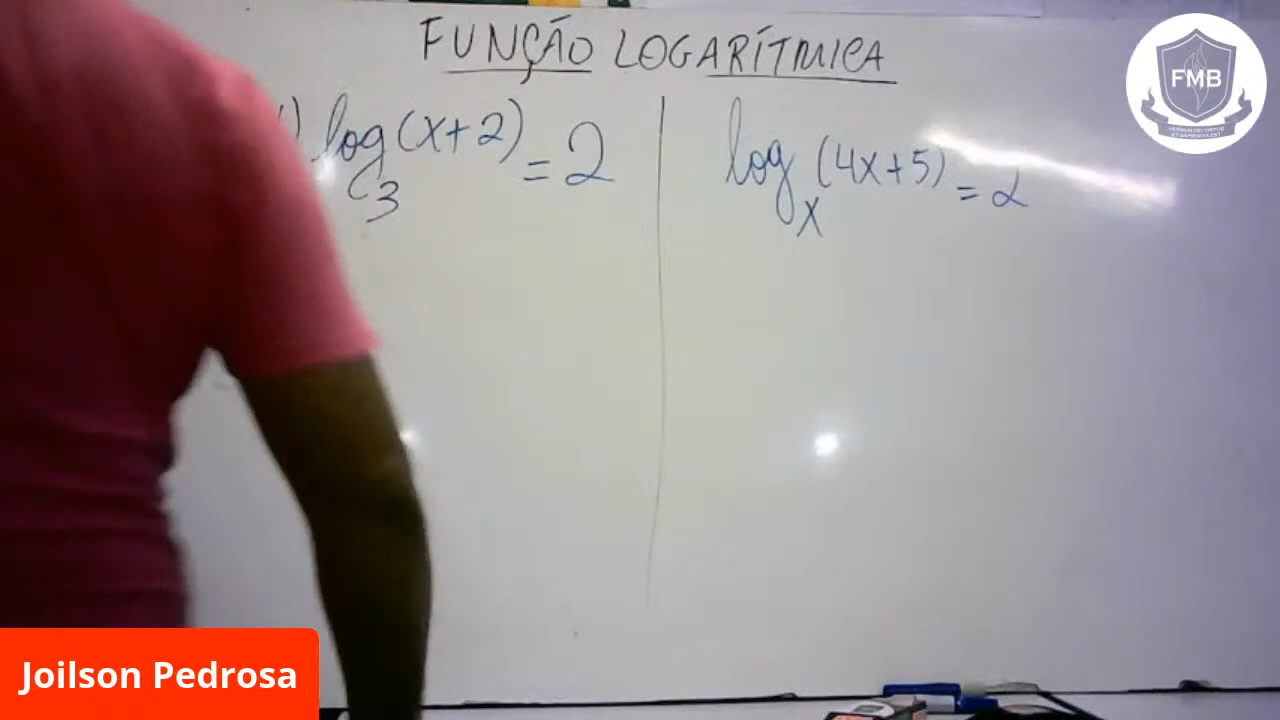 FUNÇÃO LOGARÍTMICA
log₃(x+2) = 2
logₓ(4x+5) = 2
FMB
Joilson Pedrosa